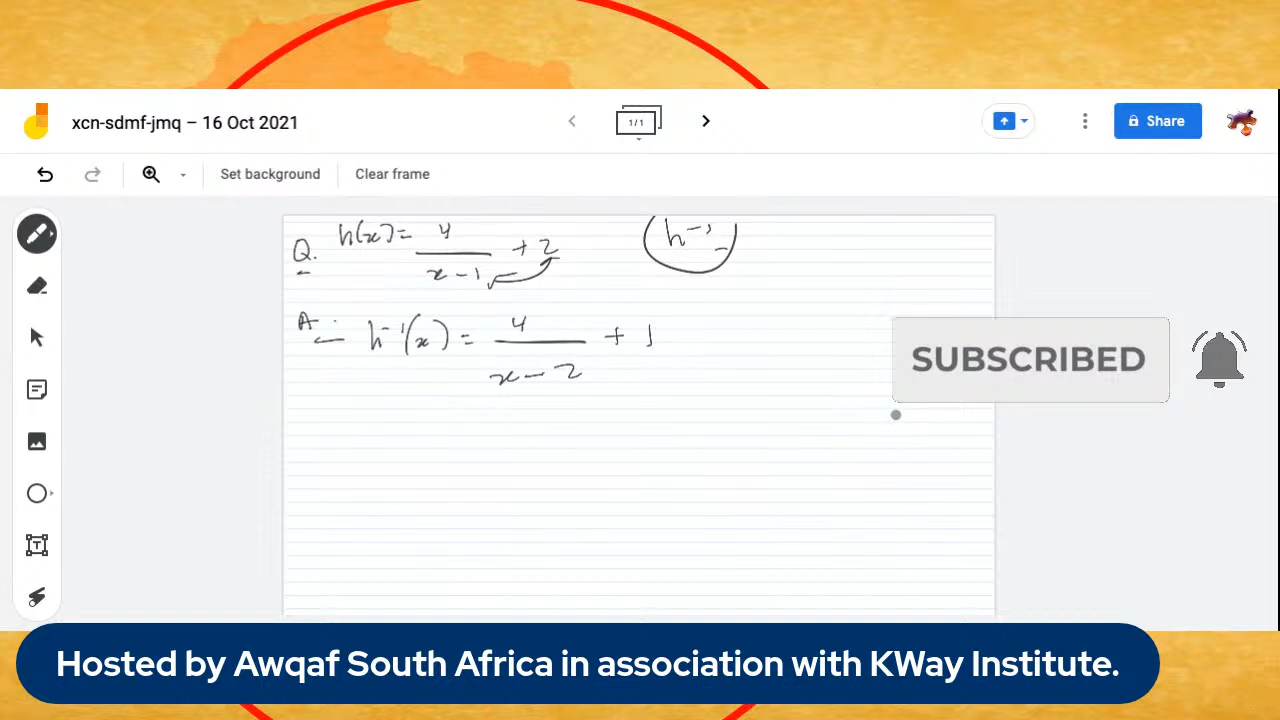 xcn-sdmf-jmq – 16 Oct 2021
1/1
Share
Set background
Clear frame
Q. h(x) = 4/(x - 1) + 2
h⁻¹
A. h⁻¹(x) = 4/(x - 2) + 1
SUBSCRIBED
T
Hosted by Awqaf South Africa in association with KWay Institute.